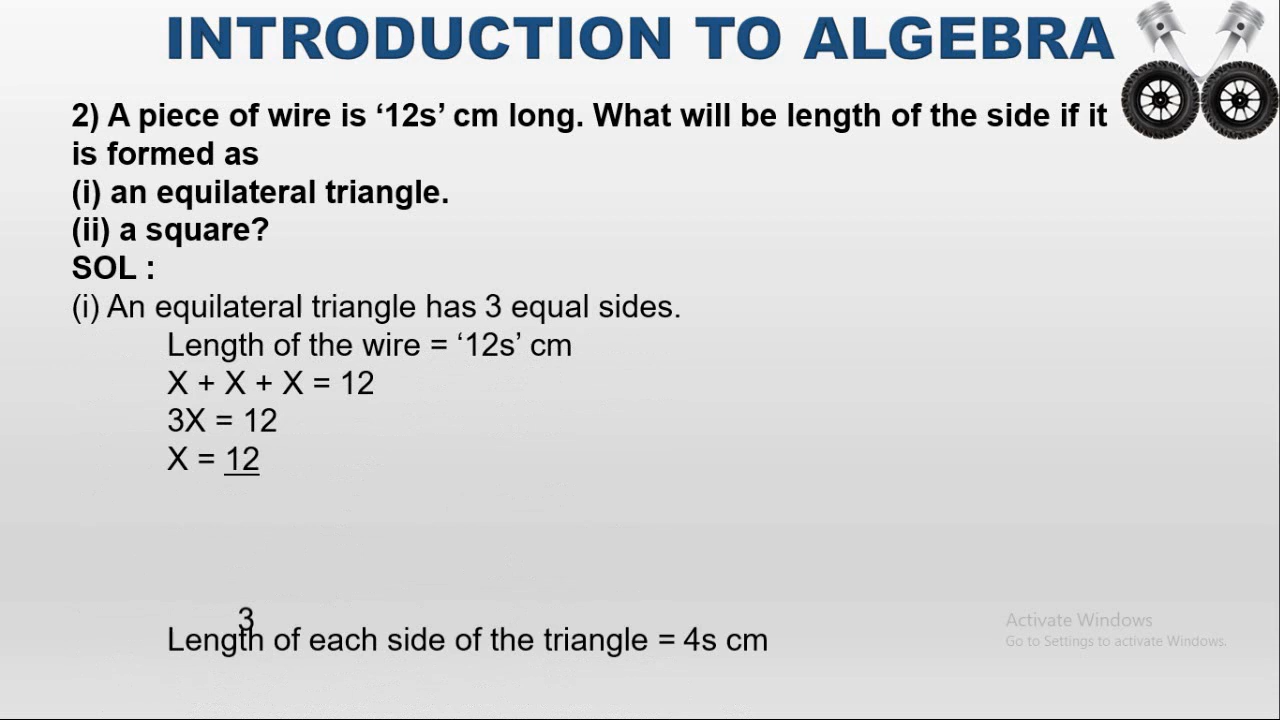 INTRODUCTION TO ALGEBRA
2) A piece of wire is ‘12s’ cm long. What will be length of the side if it
is formed as
(i) an equilateral triangle.
(ii) a square?
SOL :
(i) An equilateral triangle has 3 equal sides.
Length of the wire = ‘12s’ cm
X + X + X = 12
3X = 12
X = 12
3
Length of each side of the triangle = 4s cm
Activate Windows
Go to Settings to activate Windows.